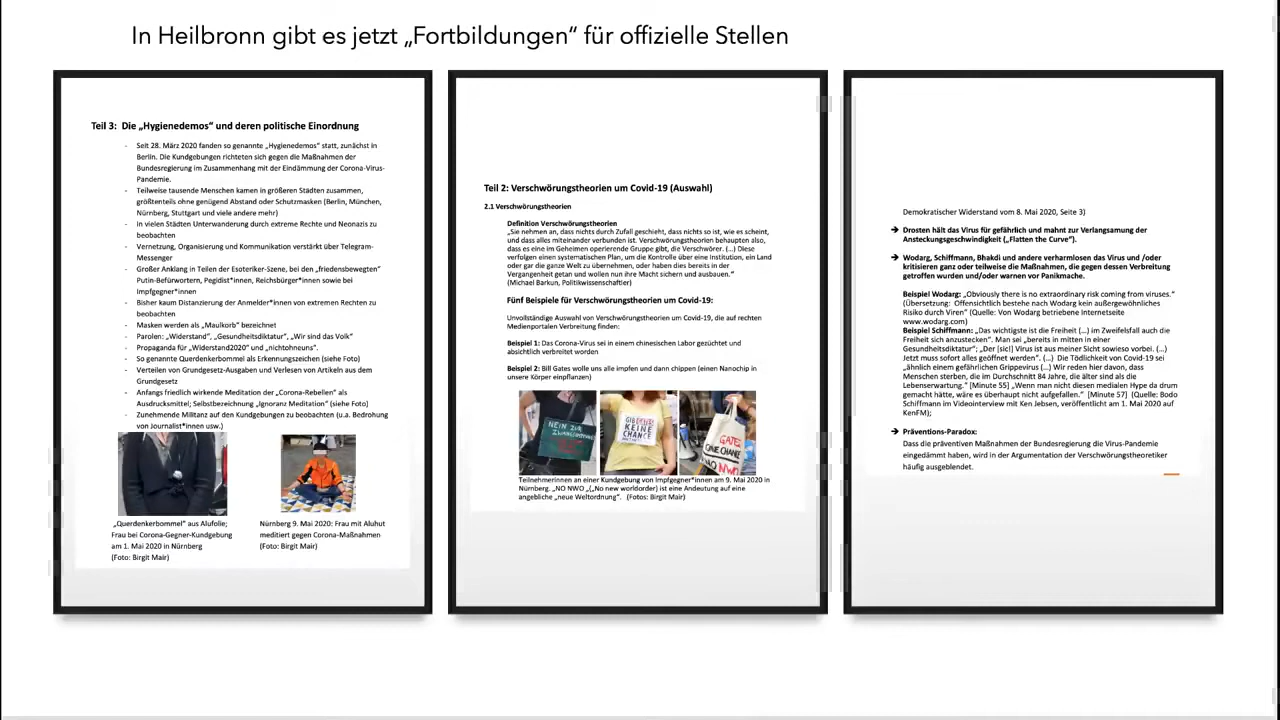 In Heilbronn gibt es jetzt „Fortbildungen“ für offizielle Stellen
Teil 3: Die „Hygienedemos“ und deren politische Einordnung
- Seit 28. März 2020 fanden so genannte „Hygienedemos“ statt, zunächst in
Berlin. Die Kundgebungen richteten sich gegen die Maßnahmen der
Bundesregierung im Zusammenhang mit der Eindämmung der Corona-Virus-
Pandemie.
- Teilweise tausende Menschen kamen in größeren Städten zusammen,
größtenteils ohne genügend Abstand oder Schutzmasken (Berlin, München,
Nürnberg, Stuttgart und viele andere mehr)
- In vielen Städten Unterwanderung durch extreme Rechte und Neonazis zu
beobachten
- Vernetzung, Organisierung und Kommunikation verstärkt über Telegram-
Messenger
- Großer Anklang in Teilen der Esoteriker-Szene, bei den „friedensbewegten“
Putin-Befürwortern, Pegidist*innen, Reichsbürger*innen sowie bei
Impfgegner*innen
- Bisher kaum Distanzierung der Anmelder*innen von extremen Rechten zu
beobachten
- Masken werden als „Maulkorb“ bezeichnet
- Parolen: „Widerstand“, „Gesundheitsdiktatur“, „Wir sind das Volk“
- Propaganda für „Widerstand2020“ und „nichtohneuns“.
- So genannte Querdenkerbommel als Erkennungszeichen (siehe Foto)
- Verteilen von Grundgesetz-Ausgaben und Verlesen von Artikeln aus dem
Grundgesetz
- Anfangs friedlich wirkende Meditation der „Corona-Rebellen“ als
Ausdrucksmittel; Selbstbezeichnung „Ignoranz Meditation“ (siehe Foto)
- Zunehmende Militanz auf den Kundgebungen zu beobachten (u.a. Bedrohung
von Journalist*innen usw.)
„Querdenkerbommel“ aus Alufolie;
Frau bei Corona-Gegner-Kundgebung
am 1. Mai 2020 in Nürnberg
(Foto: Birgit Mair)
Nürnberg 9. Mai 2020: Frau mit Aluhut
meditiert gegen Corona-Maßnahmen
(Foto: Birgit Mair)
Teil 2: Verschwörungstheorien um Covid-19 (Auswahl)
2.1 Verschwörungstheorien
Definition Verschwörungstheorien
„Sie nehmen an, dass nichts durch Zufall geschieht, dass nichts so ist, wie es scheint,
und dass alles miteinander verbunden ist. Verschwörungstheorien behaupten also,
dass es eine im Geheimen operierende Gruppe gibt, die Verschwörer. (…) Diese
verfolgen einen systematischen Plan, um die Kontrolle über eine Institution, ein Land
oder gar die ganze Welt zu übernehmen, oder haben dies bereits in der
Vergangenheit getan und wollen nun ihre Macht sichern und ausbauen.“
(Michael Barkun, Politikwissenschaftler)
Fünf Beispiele für Verschwörungstheorien um Covid-19:
Unvollständige Auswahl von Verschwörungstheorien um Covid-19, die auf rechten
Medienportalen Verbreitung finden:
Beispiel 1: Das Corona-Virus sei in einem chinesischen Labor gezüchtet und
absichtlich verbreitet worden
Beispiel 2: Bill Gates wolle uns alle impfen und dann chippen (einen Nanochip in
unsere Körper einpflanzen)
NEIN ZUR
GIB GATES
KEINE
CHANCE
GATES
KEINE CHANCE
NO NWO
Teilnehmerinnen an einer Kundgebung von Impfgegner*innen am 9. Mai 2020 in
Nürnberg. „NO NWO „(„No new worldorder) ist eine Andeutung auf eine
angebliche „neue Weltordnung“. (Fotos: Birgit Mair)
Demokratischer Widerstand vom 8. Mai 2020, Seite 3)
➔ Drosten hält das Virus für gefährlich und mahnt zur Verlangsamung der
Ansteckungsgeschwindigkeit („Flatten the Curve“).
➔ Wodarg, Schiffmann, Bhakdi und andere verharmlosen das Virus und /oder
kritisieren ganz oder teilweise die Maßnahmen, die gegen dessen Verbreitung
getroffen wurden und/oder warnen vor Panikmache.
Beispiel Wodarg: „Obviously there is no extraordinary risk coming from viruses.“
(Übersetzung: Offensichtlich bestehe nach Wodarg kein außergewöhnliches
Risiko durch Viren“ (Quelle: Von Wodarg betriebene Internetseite
www.wodarg.com)
Beispiel Schiffmann: „Das wichtigste ist die Freiheit (…) im Zweifelsfall auch die
Freiheit sich anzustecken“. Man sei „bereits in mitten in einer
Gesundheitsdiktatur“; „Der [sic!] Virus ist aus meiner Sicht sowieso vorbei. (…)
Jetzt muss sofort alles geöffnet werden“. (…) Die Tödlichkeit von Covid-19 sei
„ähnlich einem gefährlichen Grippevirus (…) Wir reden hier davon, dass
Menschen sterben, die im Durchschnitt 84 Jahre, die älter sind als die
Lebenserwartung.“ [Minute 55] „Wenn man nicht diesen medialen Hype da drum
gemacht hätte, wäre es überhaupt nicht aufgefallen.“ [Minute 57] (Quelle: Bodo
Schiffmann im Videointerview mit Ken Jebsen, veröffentlicht am 1. Mai 2020 auf
KenFM);
➔ Präventions-Paradox:
Dass die präventiven Maßnahmen der Bundesregierung die Virus-Pandemie
eingedämmt haben, wird in der Argumentation der Verschwörungstheoretiker
häufig ausgeblendet.